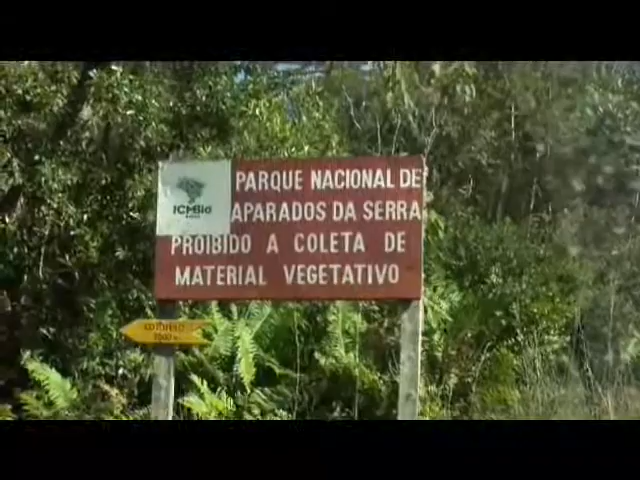 PARQUE NACIONAL DE
APARADOS DA SERRA
ICMBio
PROIBIDO A COLETA DE
MATERIAL VEGETATIVO